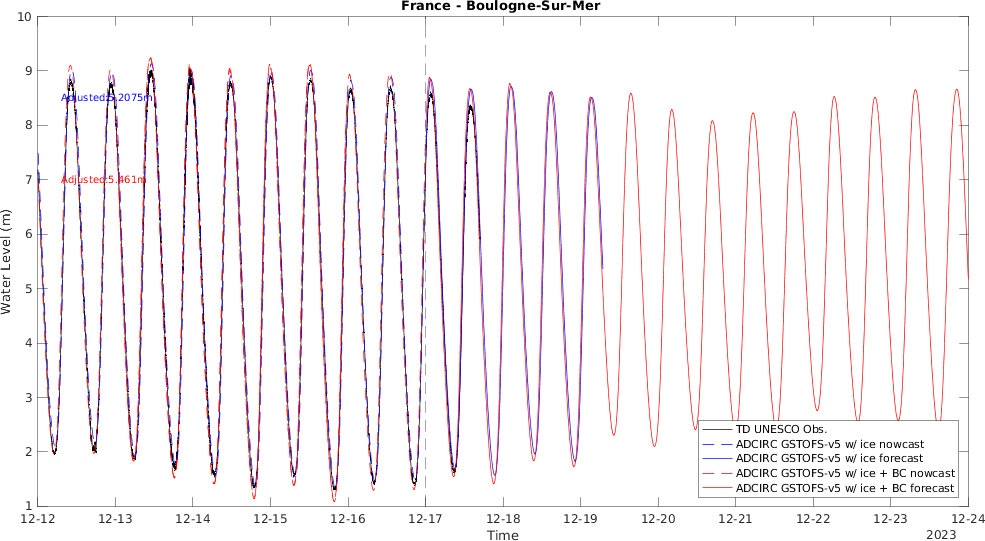 France - Boulogne-Sur-Mer
10
9
8
7
6
5
4
3
2
1
Water Level (m)
Adjusted:5.2075m
Adjusted:5.461m
TD UNESCO Obs.
ADCIRC GSTOFS-v5 w/ ice nowcast
ADCIRC GSTOFS-v5 w/ ice forecast
ADCIRC GSTOFS-v5 w/ ice + BC nowcast
ADCIRC GSTOFS-v5 w/ ice + BC forecast
12-12 12-13 12-14 12-15 12-16 12-17 12-18 12-19 12-20 12-21 12-22 12-23 12-24
Time
2023